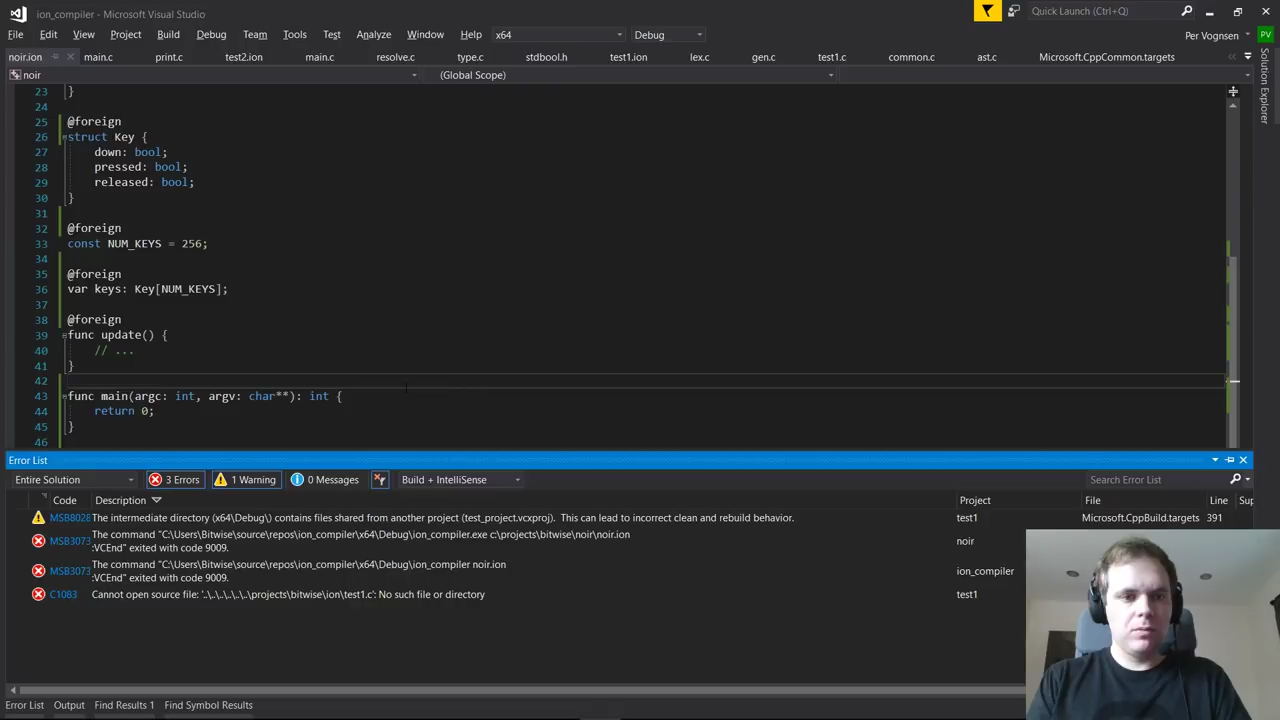 ion_compiler - Microsoft Visual Studio
Quick Launch (Ctrl+Q)
File Edit View Project Build Debug Team Tools Test Analyze Window Help x64 Debug Per Vognsen PV
noir.ion main.c print.c test2.ion main.c resolve.c type.c stdbool.h test1.ion lex.c gen.c test1.c common.c ast.c Microsoft.CppCommon.targets
noir (Global Scope)
Solution Explorer
23 }
24
25 @foreign
26 struct Key {
27 down: bool;
28 pressed: bool;
29 released: bool;
30 }
31
32 @foreign
33 const NUM_KEYS = 256;
34
35 @foreign
36 var keys: Key[NUM_KEYS];
37
38 @foreign
39 func update() {
40 // ...
41 }
42
43 func main(argc: int, argv: char**): int {
44 return 0;
45 }
46
Error List
Entire Solution 3 Errors 1 Warning 0 Messages Build + IntelliSense Search Error List
Code Description Project File Line Sup
MSB8028 The intermediate directory (x64\Debug\) contains files shared from another project (test_project.vcxproj). This can lead to incorrect clean and rebuild behavior. test1 Microsoft.CppBuild.targets 391
MSB3073 The command "C:\Users\Bitwise\source\repos\ion_compiler\x64\Debug\ion_compiler.exe c:\projects\bitwise\noir\noir.ion noir
:VCEnd" exited with code 9009.
MSB3073 The command "C:\Users\Bitwise\source\repos\ion_compiler\x64\Debug\ion_compiler noir.ion ion_compiler
:VCEnd" exited with code 9009.
C1083 Cannot open source file: '..\..\..\..\..\projects\bitwise\ion\test1.c': No such file or directory test1
Error List Output Find Results 1 Find Symbol Results